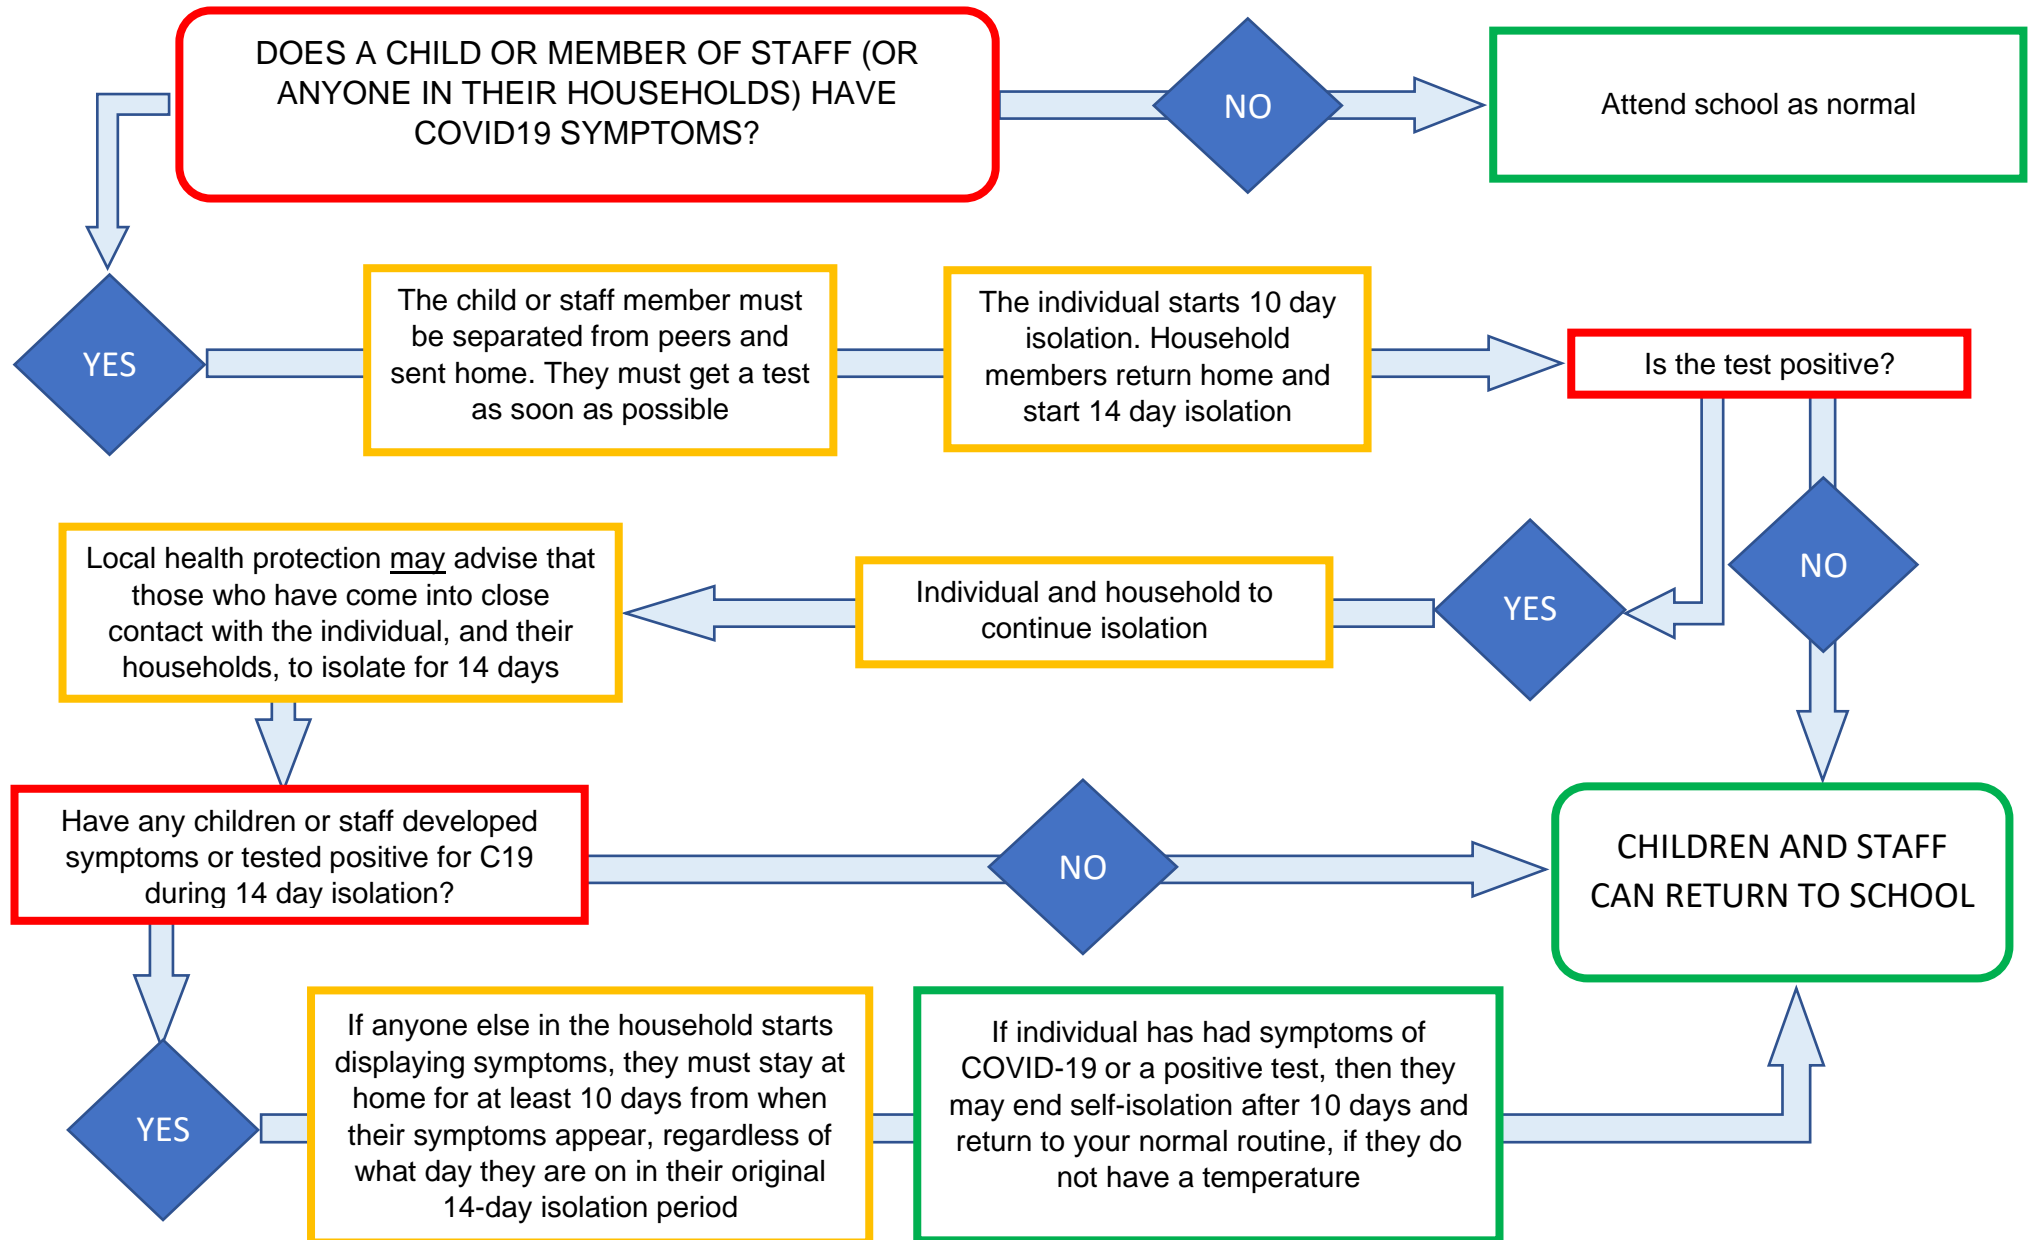 DOES A CHILD OR MEMBER OF STAFF (OR
ANYONE IN THEIR HOUSEHOLDS) HAVE
COVID19 SYMPTOMS?
NO
Attend school as normal
YES
The child or staff member must
be separated from peers and
sent home. They must get a test
as soon as possible
The individual starts 10 day
isolation. Household
members return home and
start 14 day isolation
Is the test positive?
NO
YES
Individual and household to
continue isolation
Local health protection may advise that
those who have come into close
contact with the individual, and their
households, to isolate for 14 days
Have any children or staff developed
symptoms or tested positive for C19
during 14 day isolation?
NO
CHILDREN AND STAFF
CAN RETURN TO SCHOOL
YES
If anyone else in the household starts
displaying symptoms, they must stay at
home for at least 10 days from when
their symptoms appear, regardless of
what day they are on in their original
14-day isolation period
If individual has had symptoms of
COVID-19 or a positive test, then they
may end self-isolation after 10 days and
return to your normal routine, if they do
not have a temperature